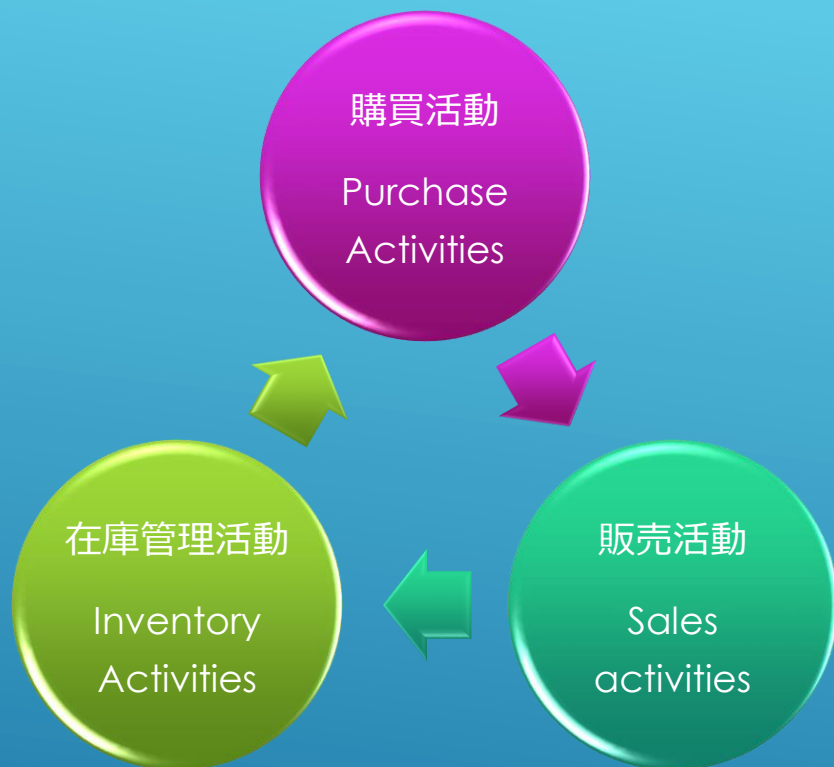 購買活動
Purchase
Activities
在庫管理活動
Inventory
Activities
販売活動
Sales
activities